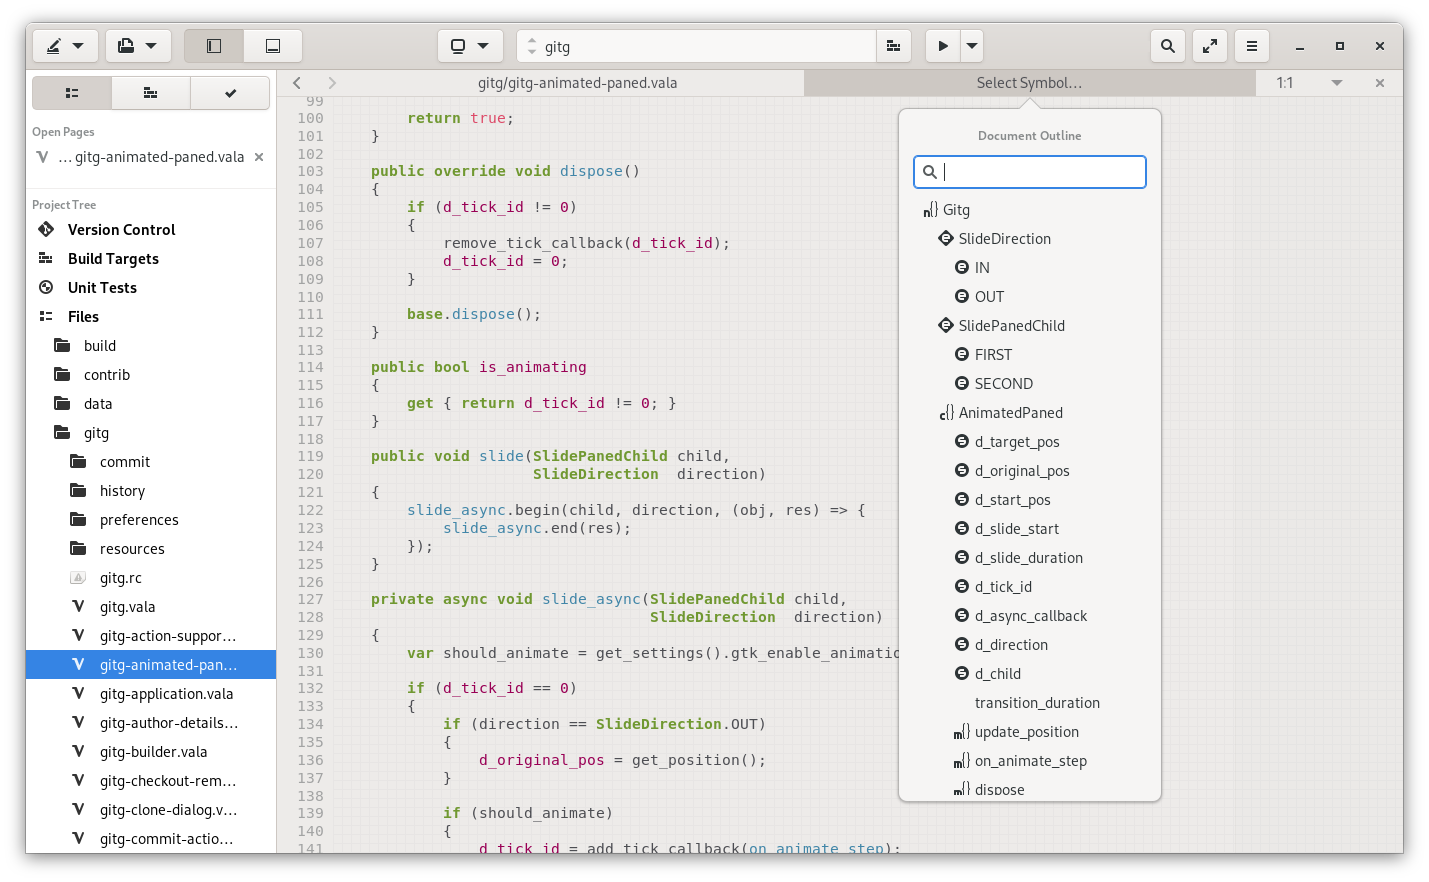 gitg
Open Pages
... gitg-animated-paned.vala
Project Tree
Version Control
Build Targets
Unit Tests
Files
build
contrib
data
gitg
commit
history
preferences
resources
gitg.rc
gitg.vala
gitg-action-suppor...
gitg-animated-pan...
gitg-application.vala
gitg-author-details...
gitg-builder.vala
gitg-checkout-rem...
gitg-clone-dialog.v...
gitg-commit-actio...
gitg/gitg-animated-paned.vala
Select Symbol...
1:1
99
100 return true;
101 }
102
103 public override void dispose()
104 {
105 if (d_tick_id != 0)
106 {
107 remove_tick_callback(d_tick_id);
108 d_tick_id = 0;
109 }
110
111 base.dispose();
112 }
113
114 public bool is_animating
115 {
116 get { return d_tick_id != 0; }
117 }
118
119 public void slide(SlidePanedChild child,
120 SlideDirection direction)
121 {
122 slide_async.begin(child, direction, (obj, res) => {
123 slide_async.end(res);
124 });
125 }
126
127 private async void slide_async(SlidePanedChild child,
128 SlideDirection direction)
129 {
130 var should_animate = get_settings().gtk_enable_animatio
131
132 if (d_tick_id == 0)
133 {
134 if (direction == SlideDirection.OUT)
135 {
136 d_original_pos = get_position();
137 }
138
139 if (should_animate)
140 {
141 d_tick_id = add_tick_callback(on_animate_step);
Document Outline
n{} Gitg
SlideDirection
IN
OUT
SlidePanedChild
FIRST
SECOND
c{} AnimatedPaned
d_target_pos
d_original_pos
d_start_pos
d_slide_start
d_slide_duration
d_tick_id
d_async_callback
d_direction
d_child
transition_duration
m{} update_position
m{} on_animate_step
m{} dispose